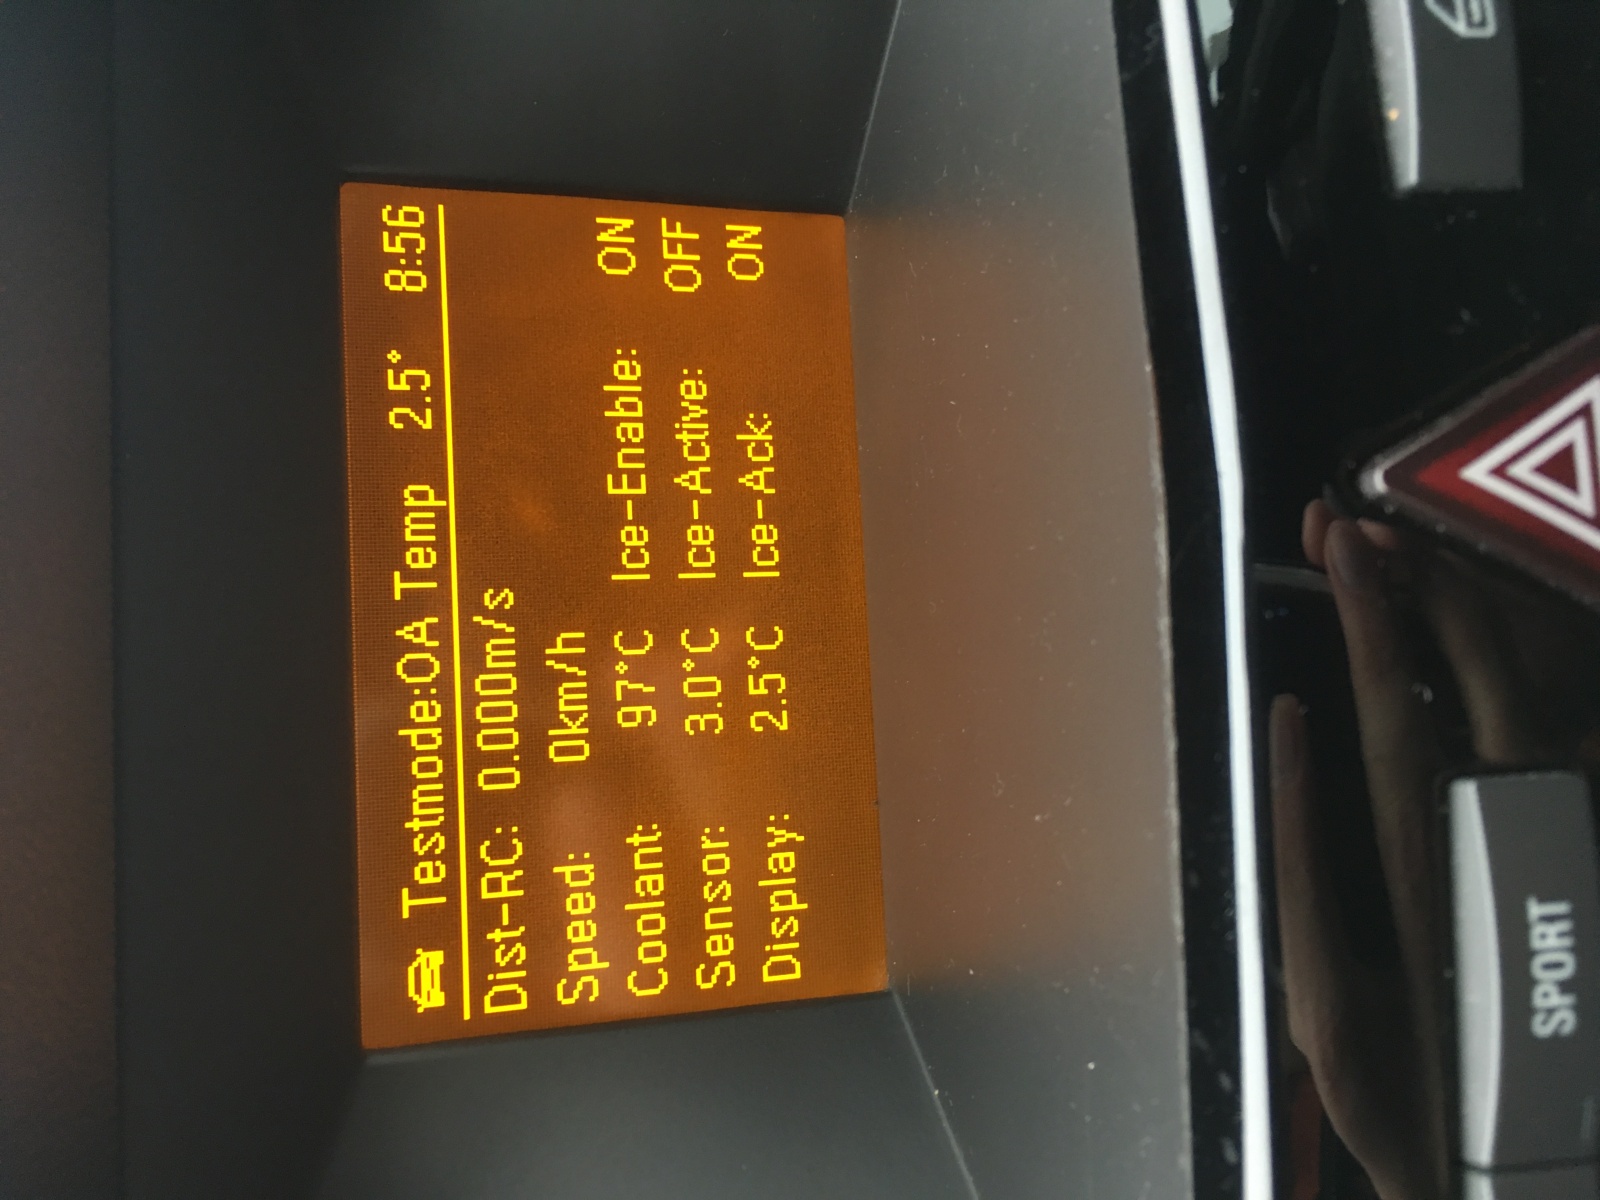 Testmode:OA Temp 2.5° 8:56
Dist-RC: 0.000m/s
Speed: 0km/h
Coolant: 97°C Ice-Enable: ON
Sensor: 3.0°C Ice-Active: OFF
Display: 2.5°C Ice-Ack: ON
SPORT